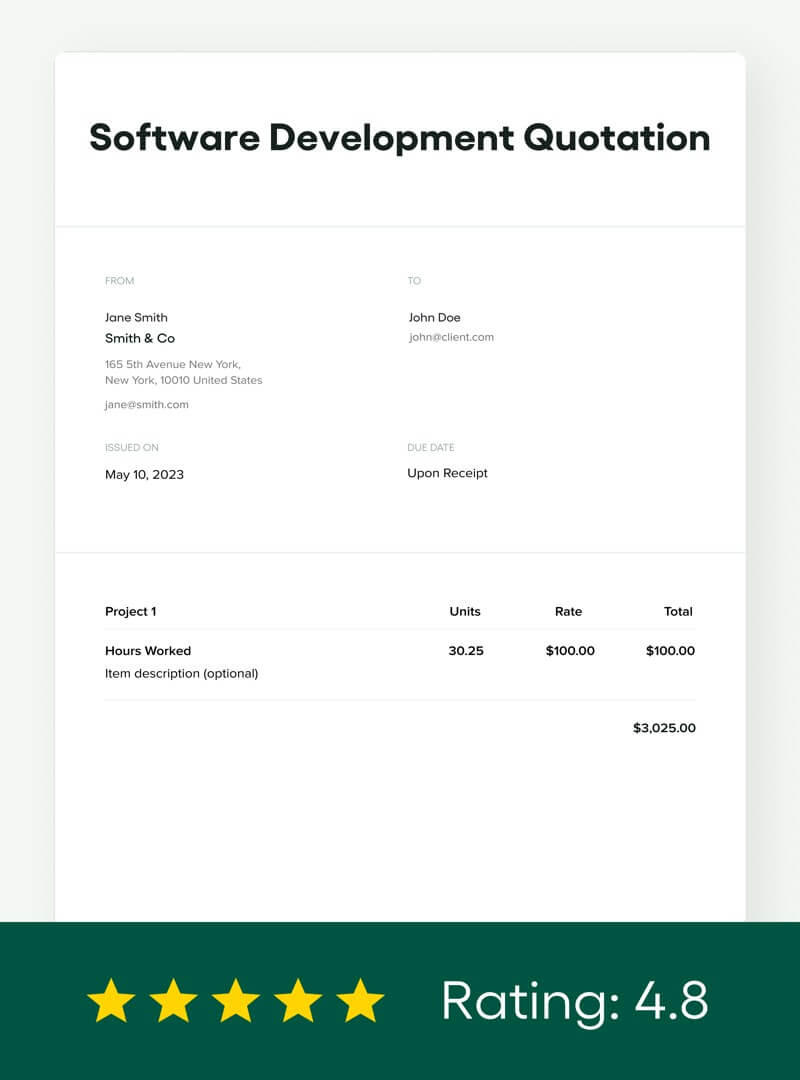 Software Development Quotation
FROM
TO
Jane Smith
John Doe
Smith & Co
john@client.com
165 5th Avenue New York,
New York, 10010 United States
jane@smith.com
ISSUED ON
DUE DATE
May 10, 2023
Upon Receipt
Project 1 Units Rate Total
Hours Worked 30.25 $100.00 $100.00
Item description (optional)
$3,025.00
Rating: 4.8